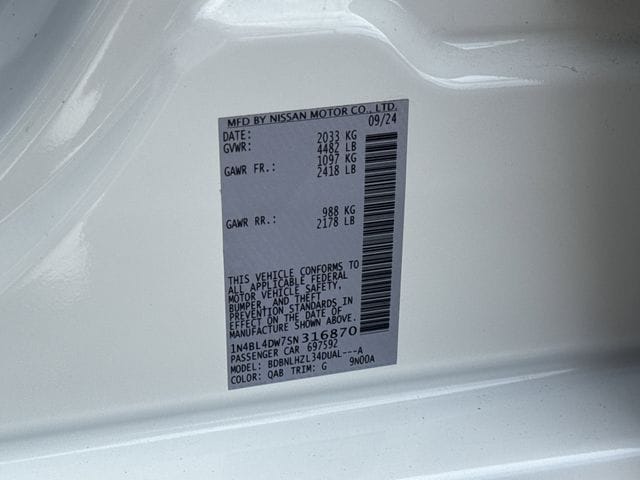 MFD BY NISSAN MOTOR CO., LTD.
DATE: 09/24
GVWR: 2033 KG
4482 LB
GAWR FR.: 1097 KG
2418 LB
GAWR RR.: 988 KG
2178 LB
THIS VEHICLE CONFORMS TO
ALL APPLICABLE FEDERAL
MOTOR VEHICLE SAFETY,
BUMPER, AND THEFT
PREVENTION STANDARDS IN
EFFECT ON THE DATE OF
MANUFACTURE SHOWN ABOVE.
1N4BL4DW7SN316870
PASSENGER CAR 697592
MODEL: BDBNLHZL34DUAL---A
COLOR: QAB TRIM: G 9N00A